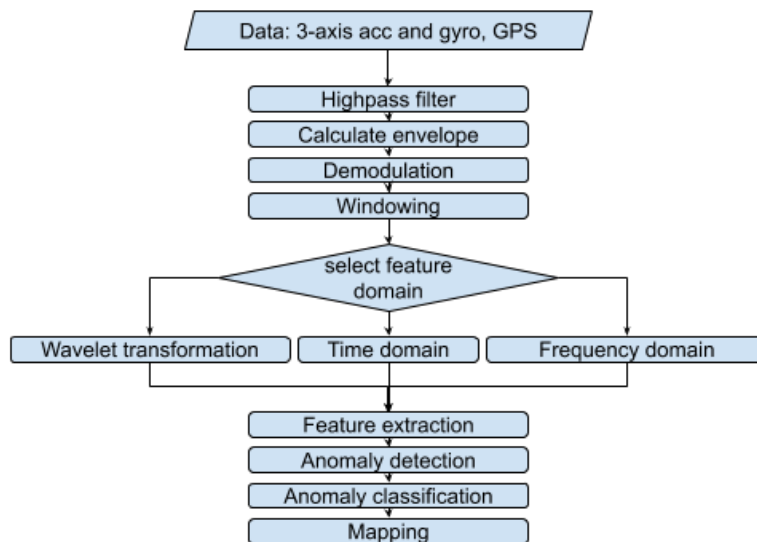 Data: 3-axis acc and gyro, GPS
Highpass filter
Calculate envelope
Demodulation
Windowing
select feature
domain
Wavelet transformation
Time domain
Frequency domain
Feature extraction
Anomaly detection
Anomaly classification
Mapping